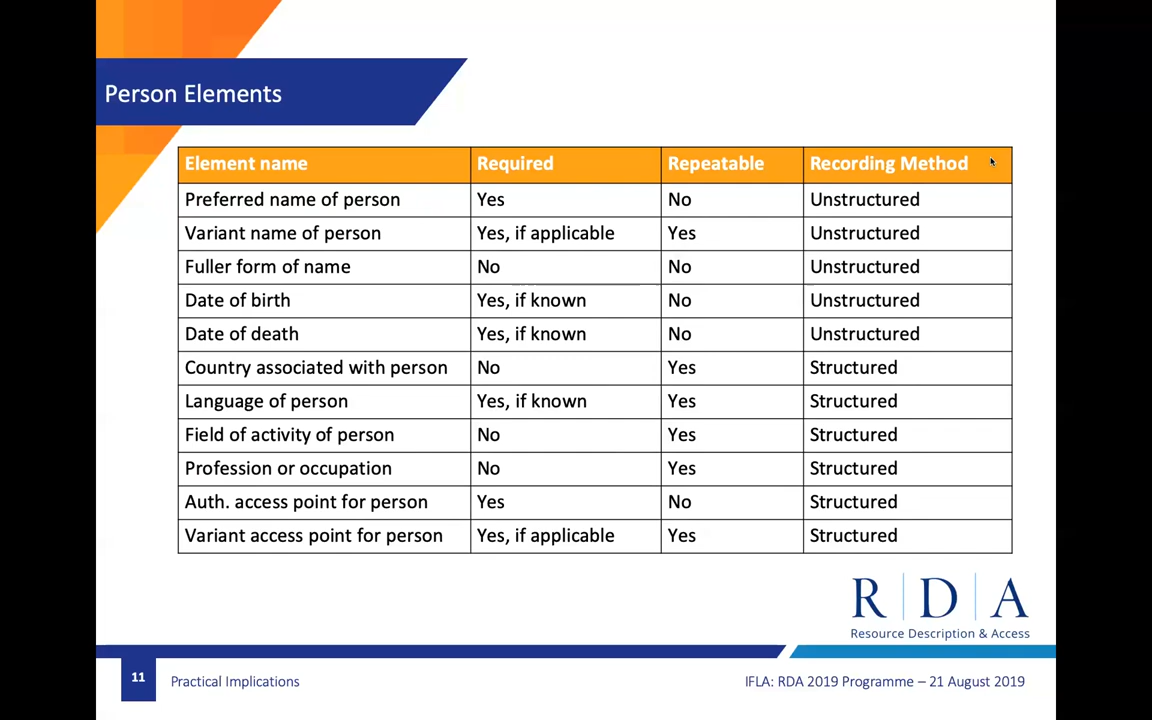 Person Elements
Element name Required Repeatable Recording Method
Preferred name of person Yes No Unstructured
Variant name of person Yes, if applicable Yes Unstructured
Fuller form of name No No Unstructured
Date of birth Yes, if known No Unstructured
Date of death Yes, if known No Unstructured
Country associated with person No Yes Structured
Language of person Yes, if known Yes Structured
Field of activity of person No Yes Structured
Profession or occupation No Yes Structured
Auth. access point for person Yes No Structured
Variant access point for person Yes, if applicable Yes Structured
R D A
Resource Description & Access
11 Practical Implications IFLA: RDA 2019 Programme – 21 August 2019